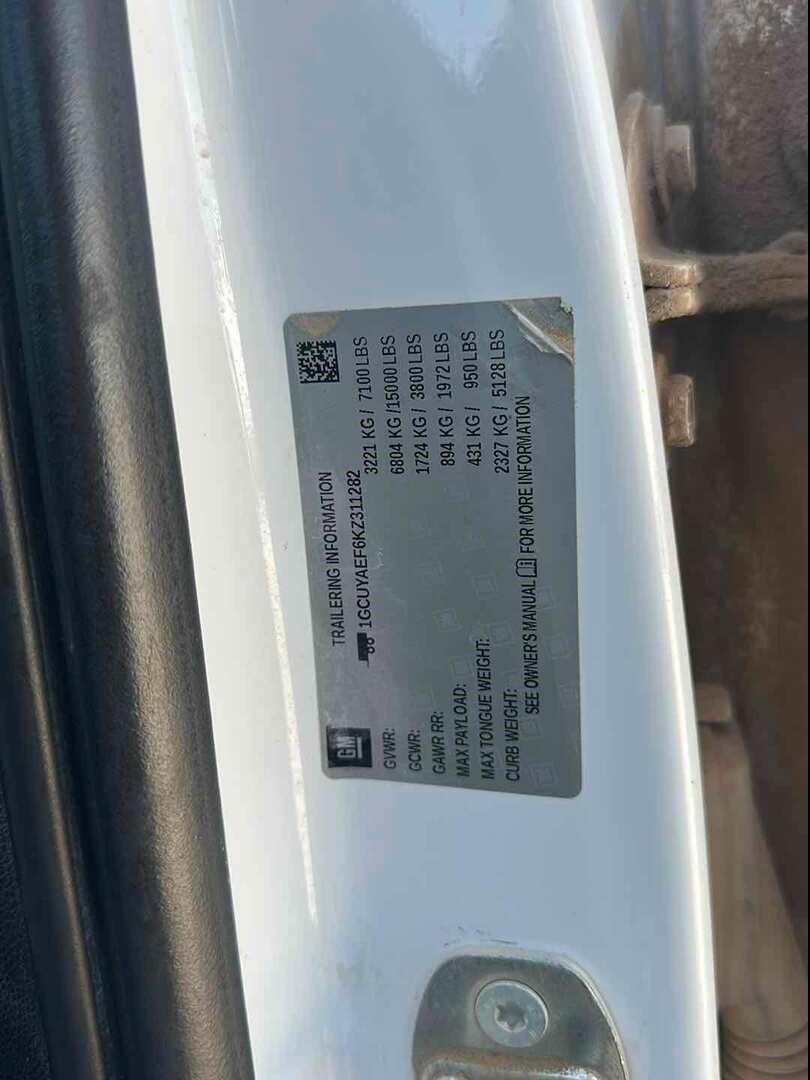 TRAILERING INFORMATION
1GCUYAEF6KZ311282
GM
GVWR: 3221 KG / 7100 LBS
GCWR: 6804 KG /15000 LBS
GAWR RR: 1724 KG / 3800 LBS
MAX PAYLOAD: 894 KG / 1972 LBS
MAX TONGUE WEIGHT: 431 KG / 950 LBS
CURB WEIGHT: 2327 KG / 5128 LBS
SEE OWNER'S MANUAL FOR MORE INFORMATION